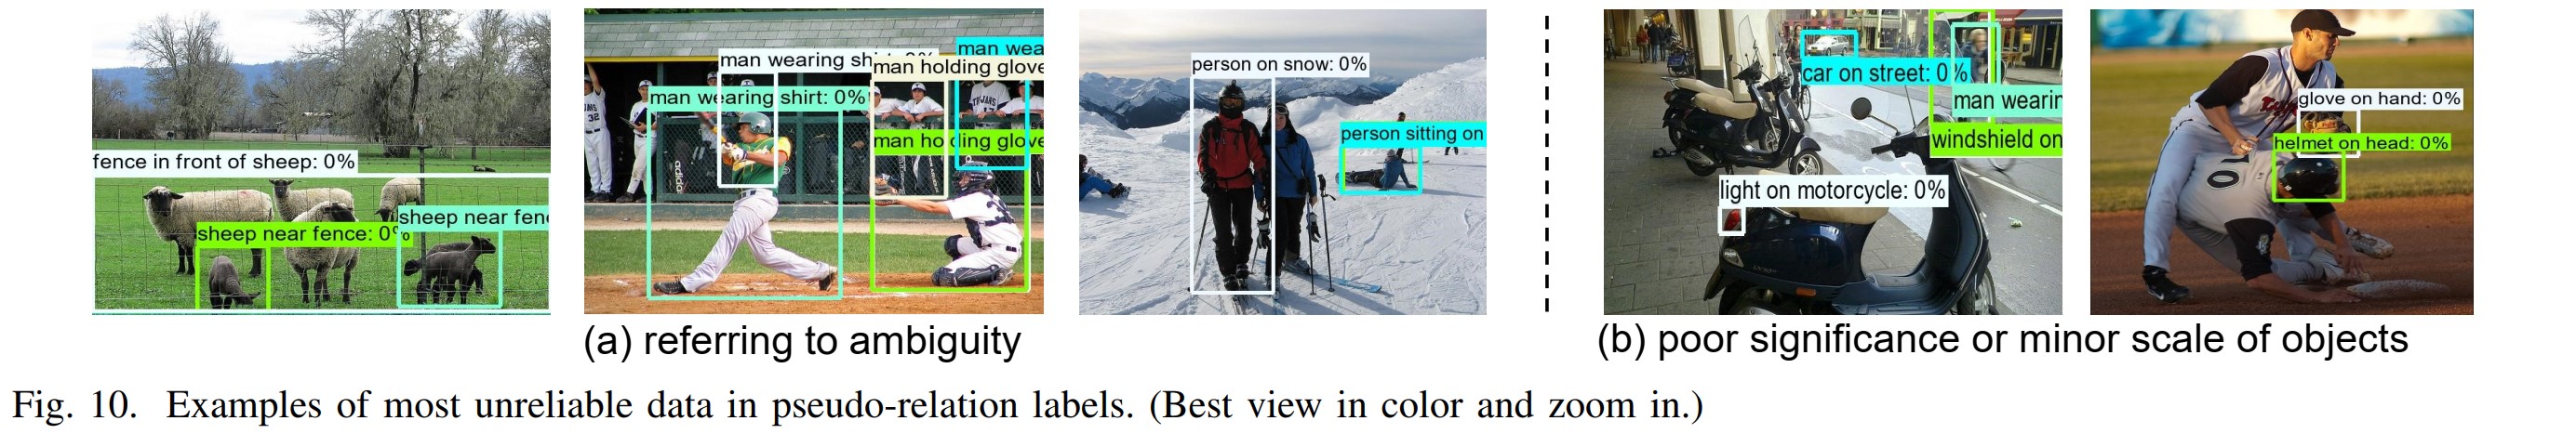 fence in front of sheep: 0%
sheep near fence: 0%
sheep near fen
man wearing sh
man wea
man holding glove
man wearing shirt: 0%
man holding glove
TROJANS
32
adidas
person on snow: 0%
person sitting on
car on street: 0%
man wearin
windshield on
light on motorcycle: 0%
glove on hand: 0%
helmet on head: 0%
0
(a) referring to ambiguity
(b) poor significance or minor scale of objects
Fig. 10. Examples of most unreliable data in pseudo-relation labels. (Best view in color and zoom in.)